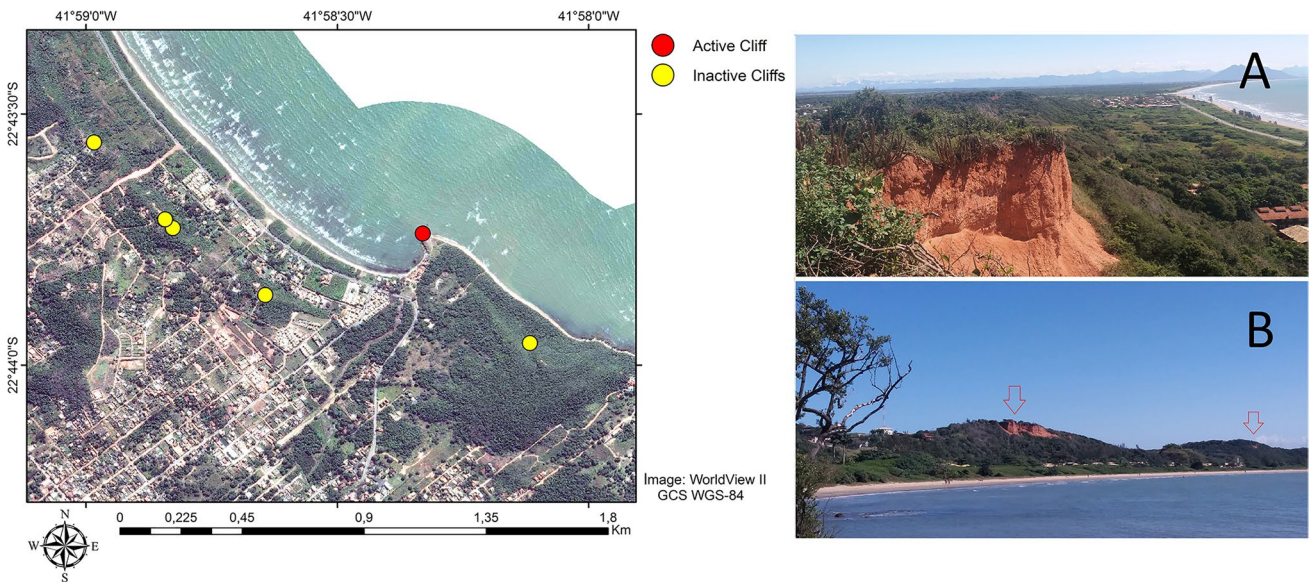 41°59'0"W
41°58'30"W
41°58'0"W
22°43'30"S
22°44'0"S
Active Cliff
Inactive Cliffs
Image: WorldView II
GCS WGS-84
N
W E
S
0 0,225 0,45 0,9 1,35 1,8
Km
A
B